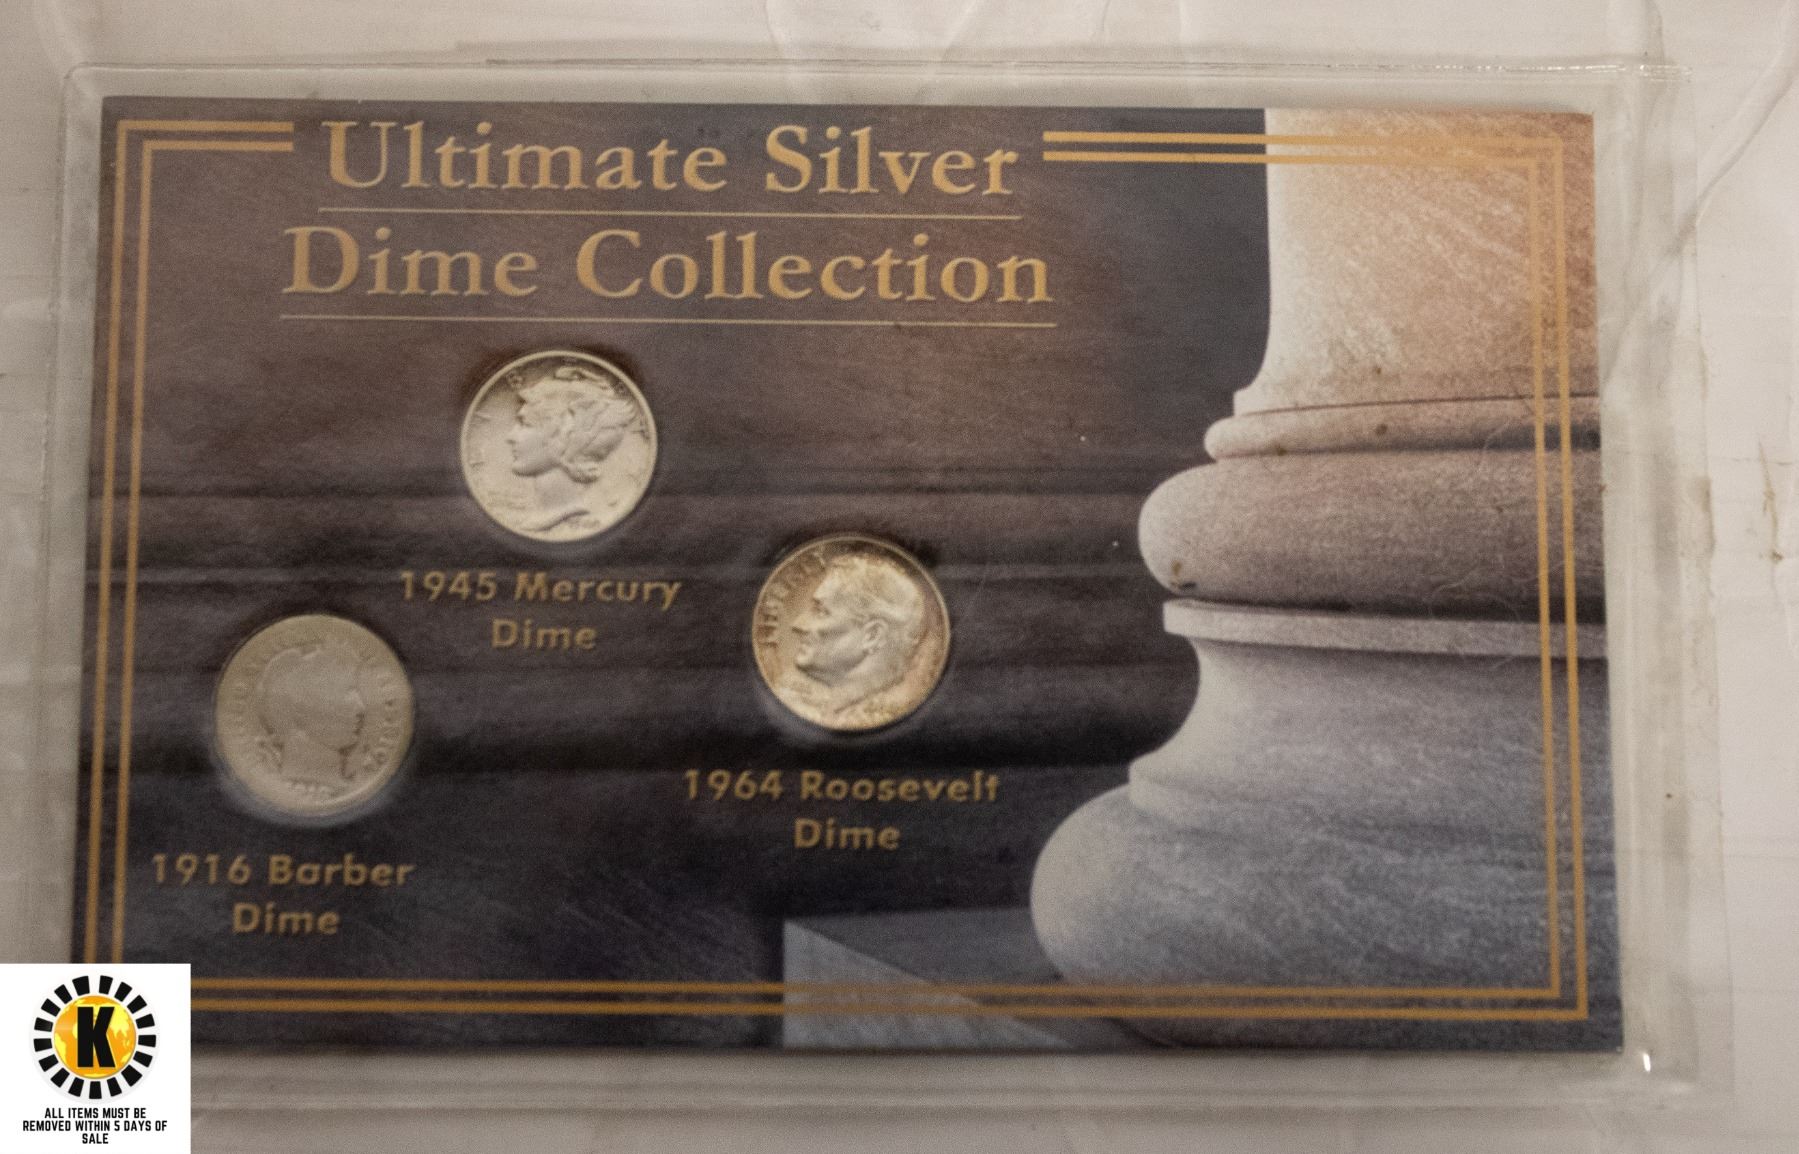 Ultimate Silver
Dime Collection
1945 Mercury
Dime
LIBERTY
1964 Roosevelt
Dime
1916 Barber
Dime
K
ALL ITEMS MUST BE
REMOVED WITHIN 5 DAYS OF
SALE